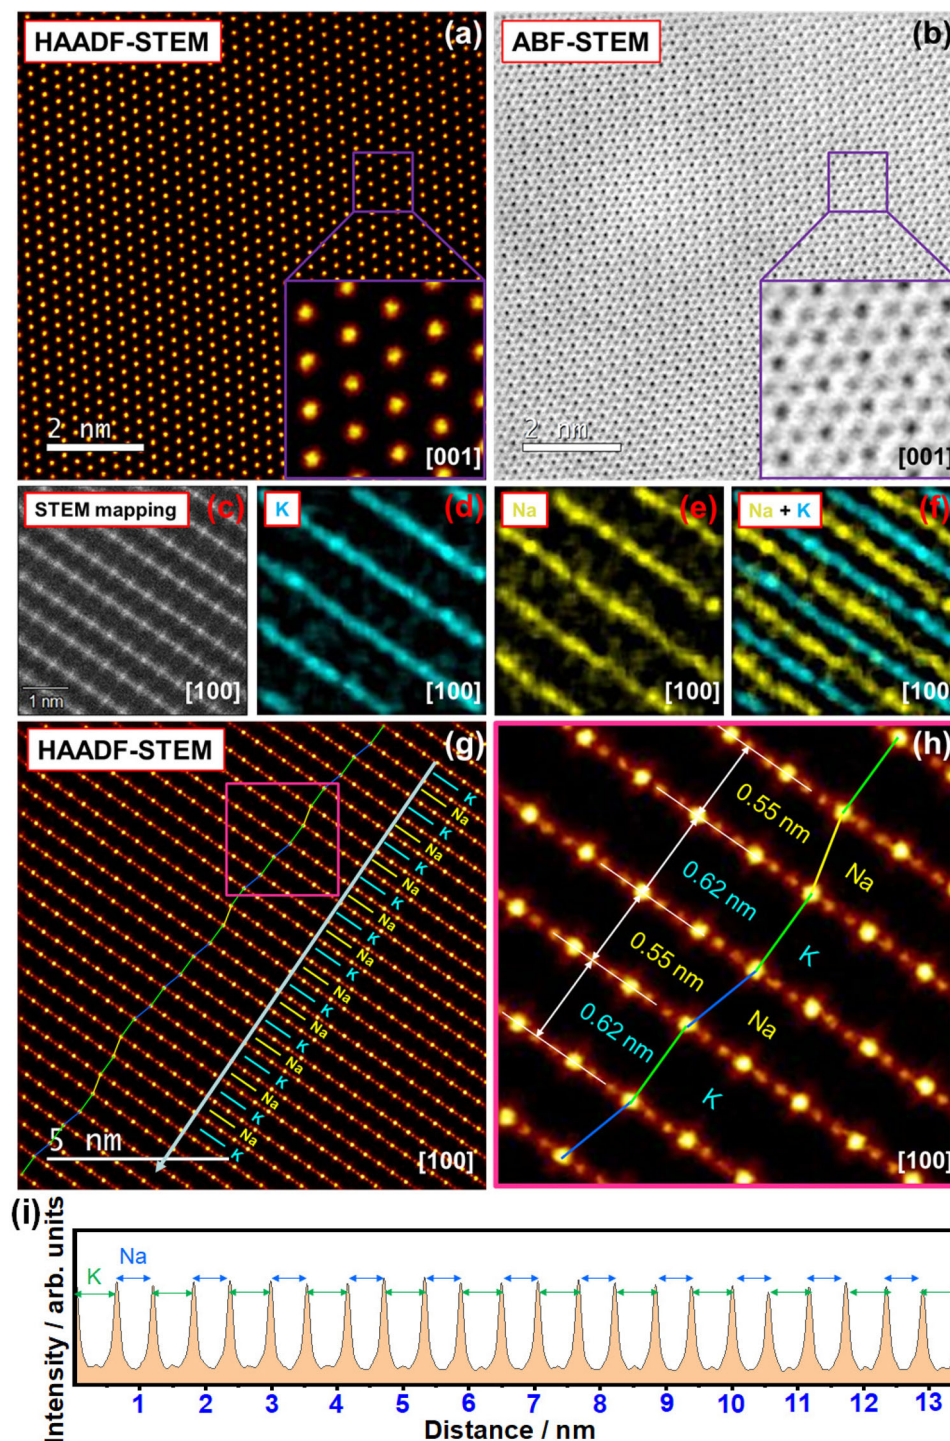 HAADF-STEM
(a)
2 nm
[001]
ABF-STEM
(b)
2 nm
[001]
STEM mapping
(c)
1 nm
[100]
K
(d)
[100]
Na
(e)
[100]
Na + K
(f)
[100]
HAADF-STEM
(g)
K
Na
K
Na
K
Na
K
Na
K
Na
K
Na
K
Na
K
Na
K
Na
K
Na
K
Na
K
5 nm
[100]
(h)
0.55 nm
Na
0.62 nm
K
0.55 nm
Na
0.62 nm
K
[100]
(i)
Intensity / arb. units
Na
K
1 2 3 4 5 6 7 8 9 10 11 12 13
Distance / nm